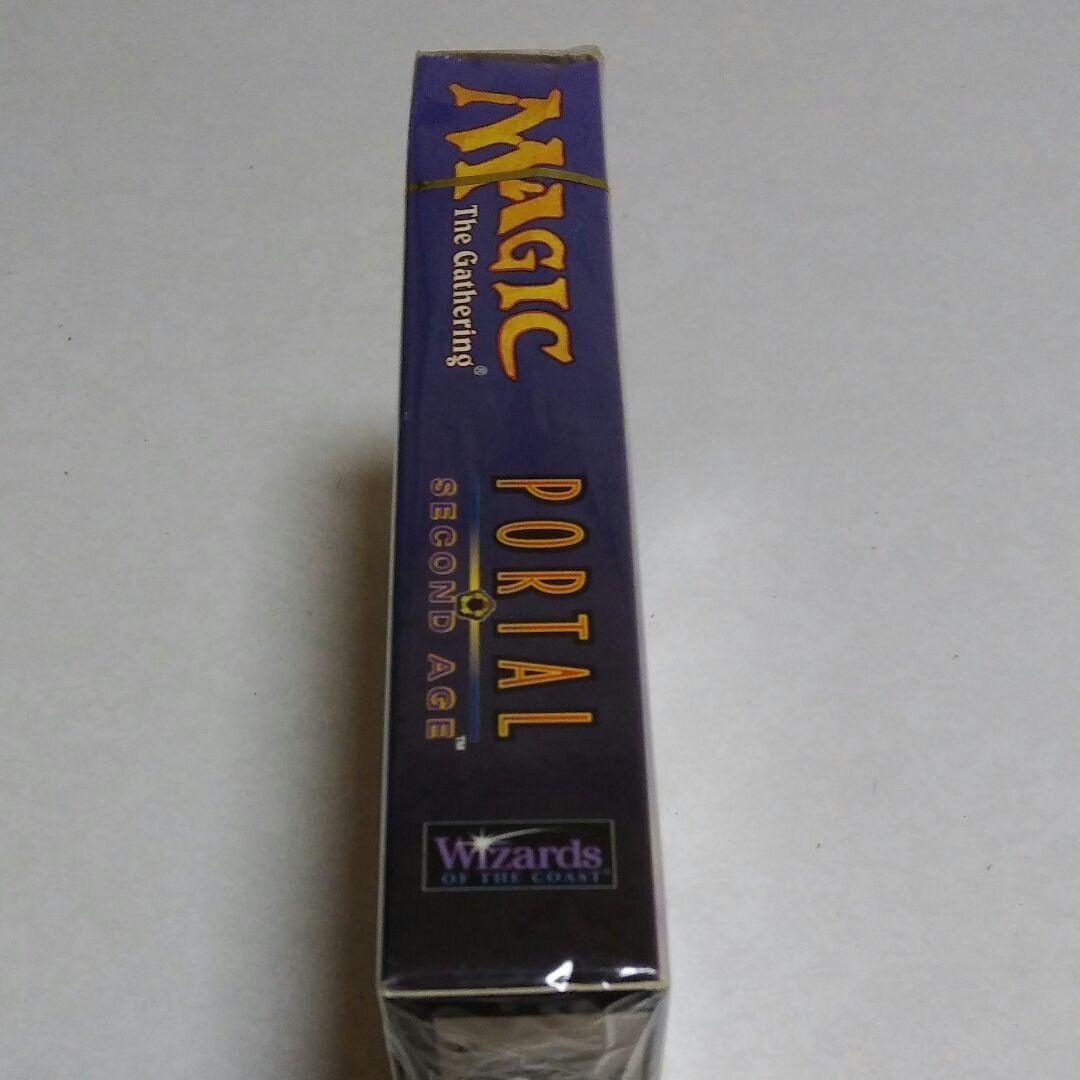 MAGIC
The Gathering®
PORTAL
SECOND AGE™
Wizards
OF THE COAST®